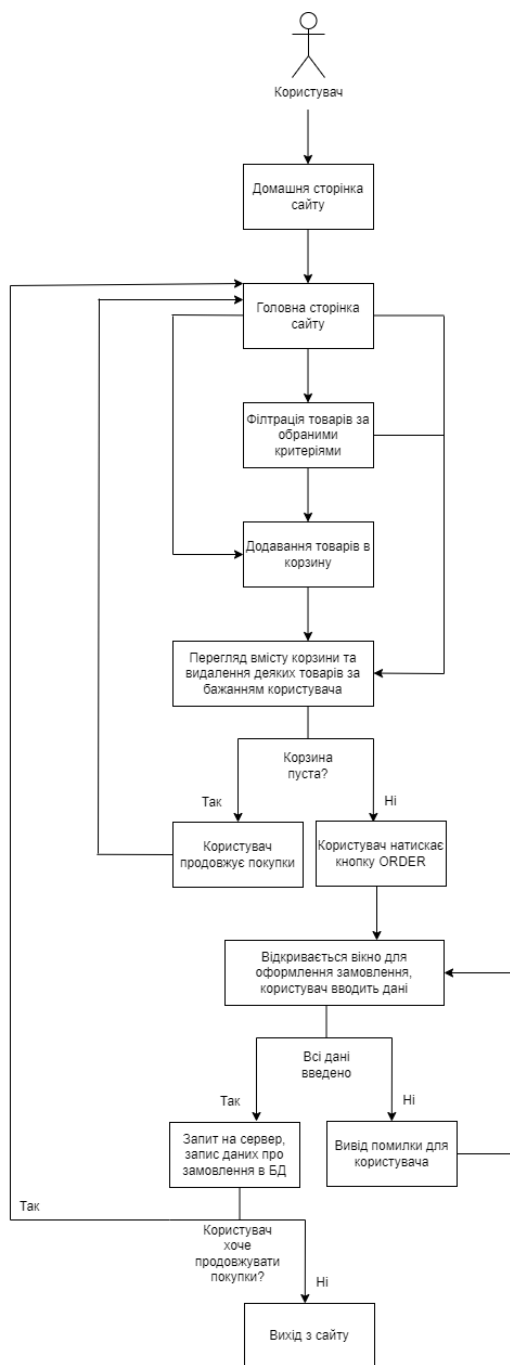 Користувач
Домашня сторінка
сайту
Головна сторінка
сайту
Філтрація товарів за
обраними
критеріями
Додавання товарів в
корзину
Перегляд вмісту корзини та
видалення деяких товарів за
бажанням користувача
Корзина
пуста?
Так
Ні
Користувач
продовжує покупки
Користувач натискає
кнопку ORDER
Відкривається вікно для
оформлення замовлення,
користувач вводить дані
Всі дані
введено
Так
Ні
Запит на сервер,
запис даних про
замовлення в БД
Вивід помилки для
користувача
Так
Користувач
хоче
продовжувати
покупки?
Ні
Вихід з сайту